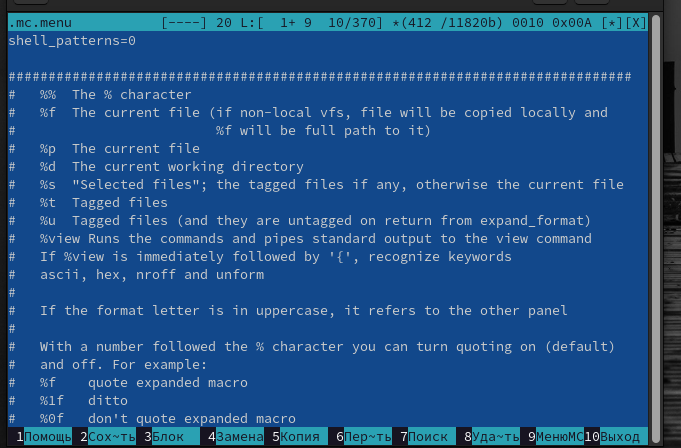 .mc.menu [----] 20 L:[  1+ 9  10/370] *(412 /11820b) 0010 0x00A [*][X]
shell_patterns=0
##############################################################################
#   %%  The % character
#   %f  The current file (if non-local vfs, file will be copied locally and
#                         %f will be full path to it)
#   %p  The current file
#   %d  The current working directory
#   %s  "Selected files"; the tagged files if any, otherwise the current file
#   %t  Tagged files
#   %u  Tagged files (and they are untagged on return from expand_format)
#   %view Runs the commands and pipes standard output to the view command
#   If %view is immediately followed by '{', recognize keywords
#   ascii, hex, nroff and unform
#
#   If the format letter is in uppercase, it refers to the other panel
#
#   With a number followed the % character you can turn quoting on (default)
#   and off. For example:
#   %f    quote expanded macro
#   %1f   ditto
#   %0f   don't quote expanded macro
1Помощь 2Сох~ть 3Блок 4Замена 5Копия 6Пер~ть 7Поиск 8Уда~ть 9МенюMC 10Выход